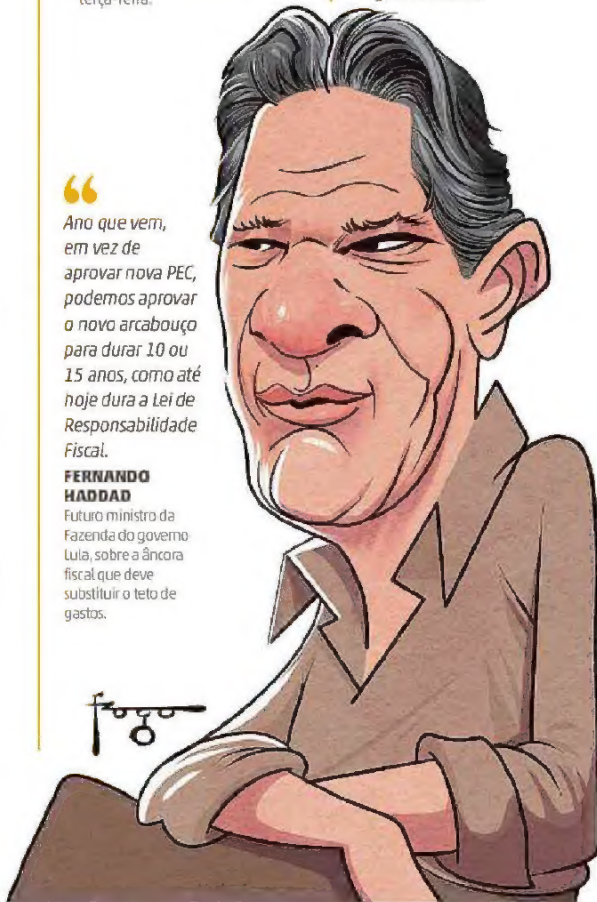 terça-feira.
“
Ano que vem,
em vez de
aprovar nova PEC,
podemos aprovar
o novo arcabouço
para durar 10 ou
15 anos, como até
hoje dura a Lei de
Responsabilidade
Fiscal.
FERNANDO
HADDAD
Futuro ministro da
Fazenda do governo
Lula, sobre a âncora
fiscal que deve
substituir o teto de
gastos.